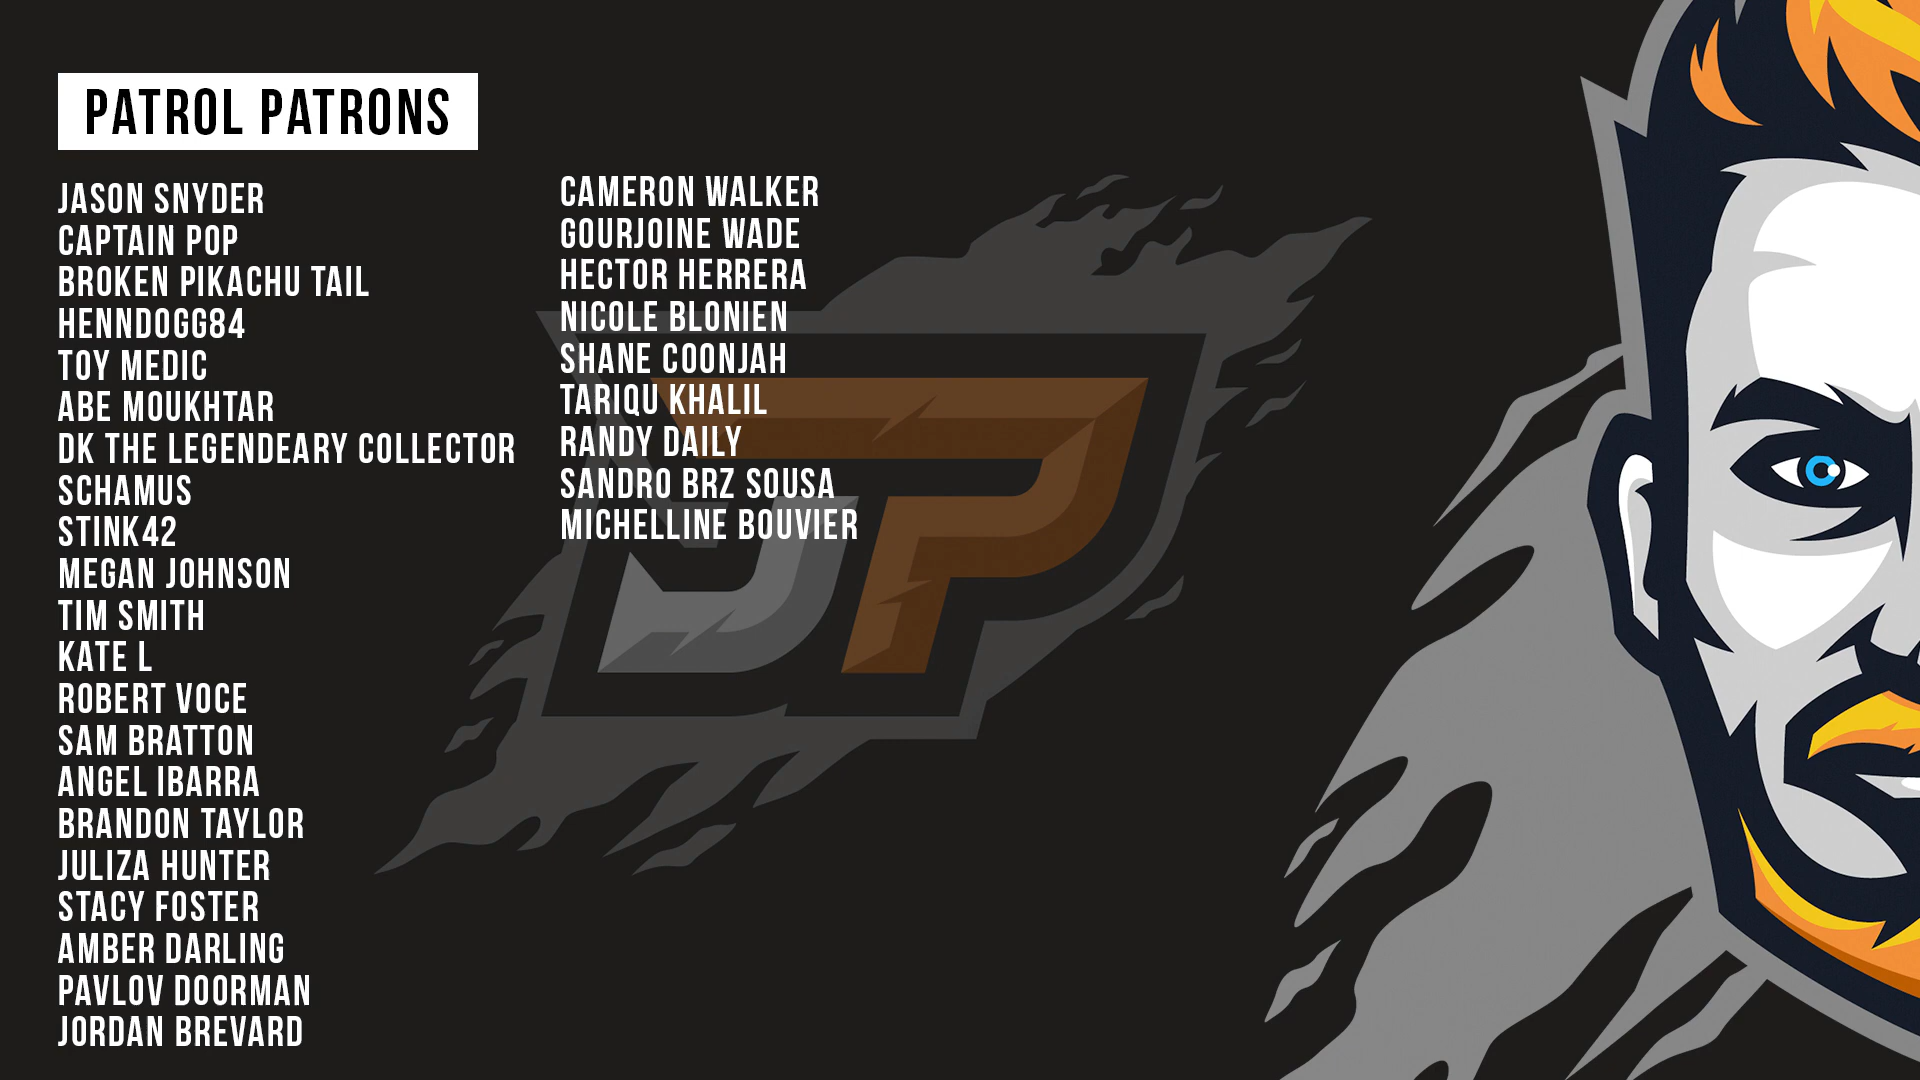 PATROL PATRONS
JASON SNYDER
CAPTAIN POP
BROKEN PIKACHU TAIL
HENNDOGG84
TOY MEDIC
ABE MOUKHTAR
DK THE LEGENDEARY COLLECTOR
SCHAMUS
STINK42
MEGAN JOHNSON
TIM SMITH
KATE L
ROBERT VOCE
SAM BRATTON
ANGEL IBARRA
BRANDON TAYLOR
JULIZA HUNTER
STACY FOSTER
AMBER DARLING
PAVLOV DOORMAN
JORDAN BREVARD
CAMERON WALKER
GOURJOINE WADE
HECTOR HERRERA
NICOLE BLONIEN
SHANE COONJAH
TARIQU KHALIL
RANDY DAILY
SANDRO BRZ SOUSA
MICHELLINE BOUVIER
JP